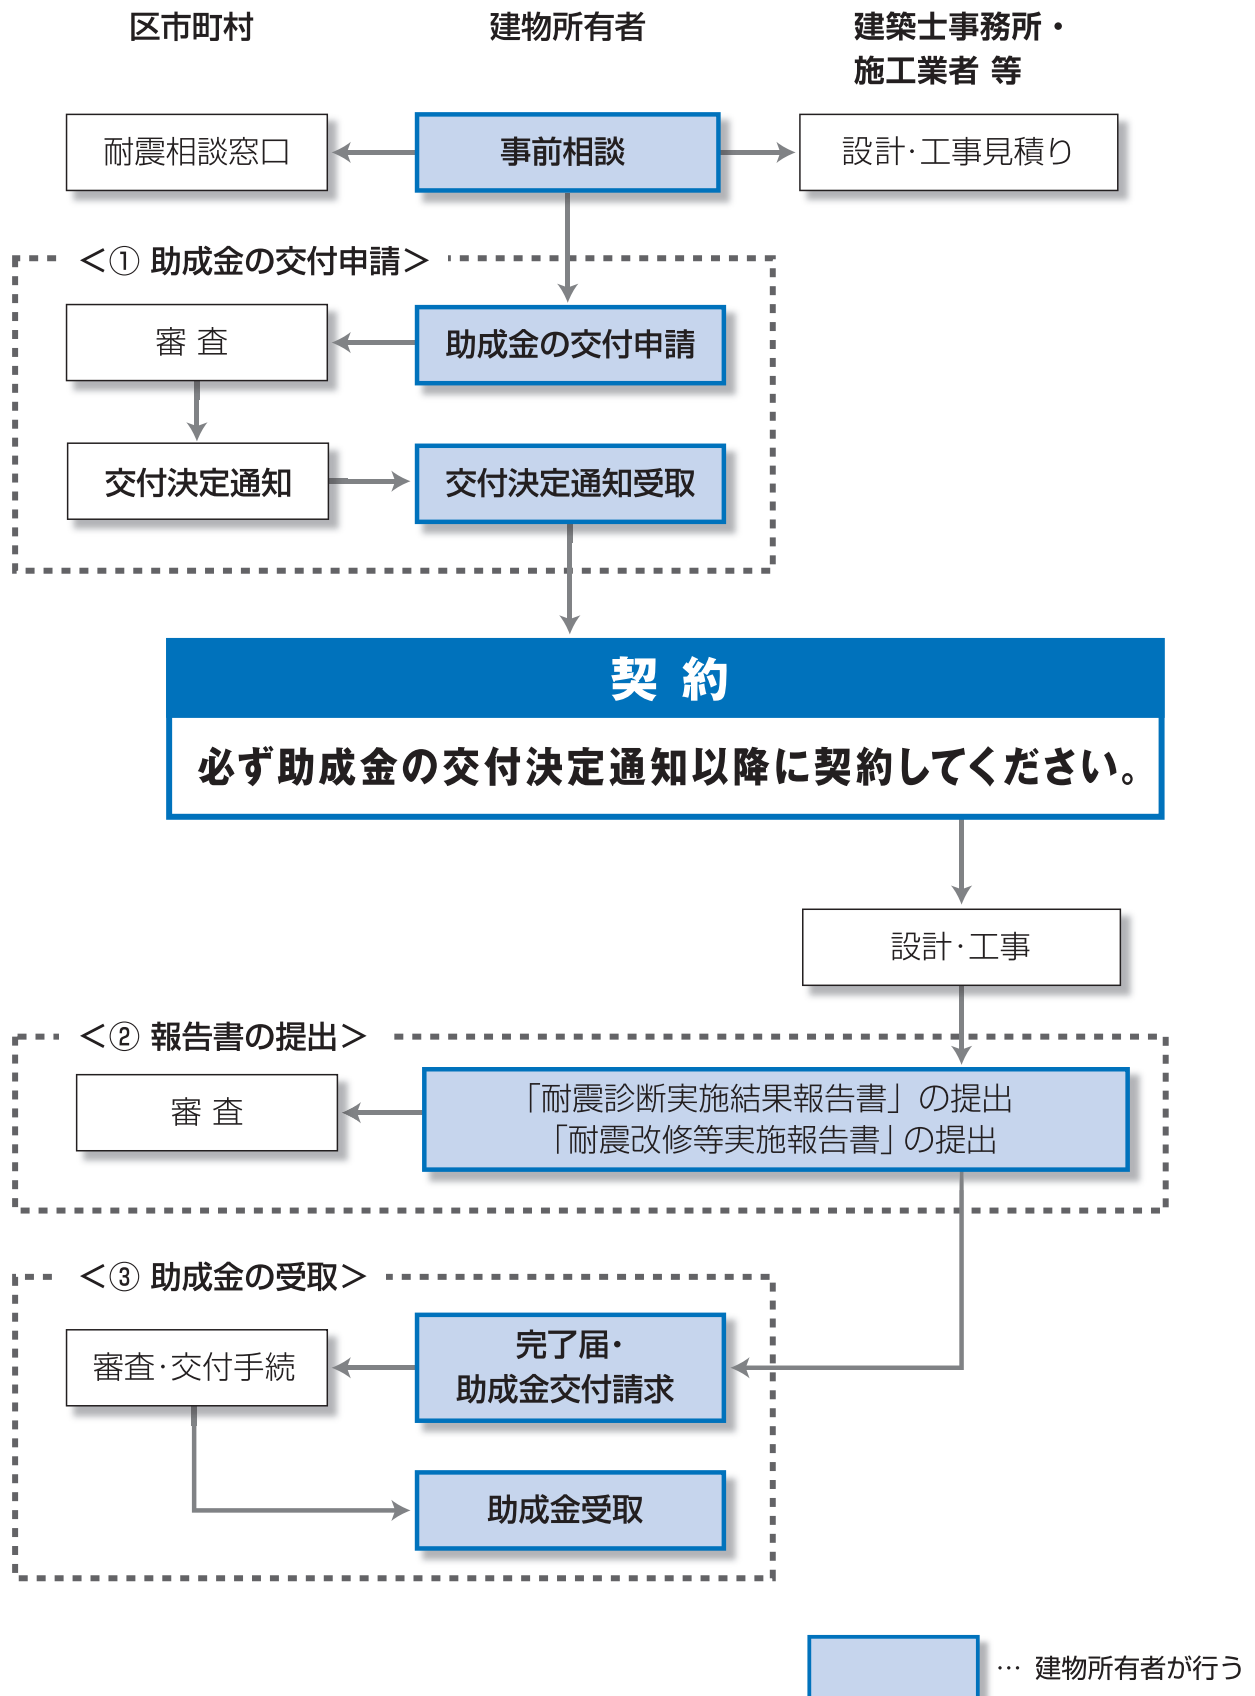 区市町村
建物所有者
建築士事務所・
施工業者 等
耐震相談窓口
事前相談
設計・工事見積り
＜① 助成金の交付申請＞
審 査
助成金の交付申請
交付決定通知
交付決定通知受取
契 約
必ず助成金の交付決定通知以降に契約してください。
設計・工事
＜② 報告書の提出＞
審 査
「耐震診断実施結果報告書」の提出
「耐震改修等実施報告書」の提出
＜③ 助成金の受取＞
審査・交付手続
完了届・
助成金交付請求
助成金受取
… 建物所有者が行う